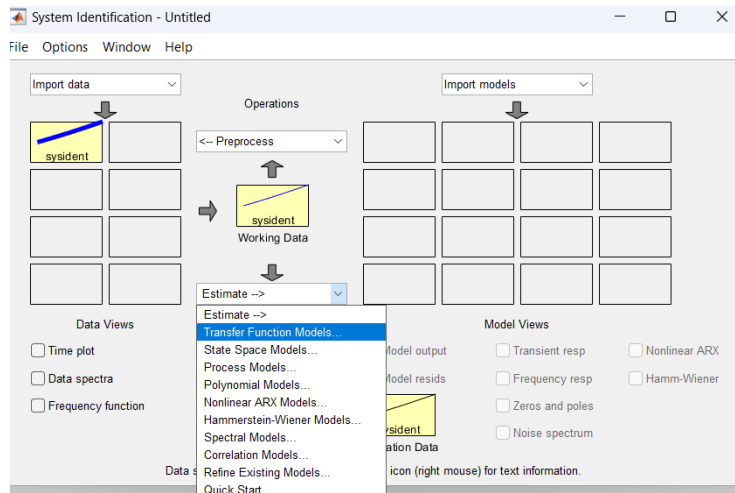 System Identification - Untitled
File Options Window Help
Import data
Import models
Operations
<-- Preprocess
sysident
sysident
Working Data
Estimate -->
Estimate -->
Transfer Function Models...
State Space Models...
Process Models...
Polynomial Models...
Nonlinear ARX Models...
Hammerstein-Wiener Models...
Spectral Models...
Correlation Models...
Refine Existing Models...
Quick Start
Data Views
Time plot
Data spectra
Frequency function
Model Views
Model output
Transient resp
Nonlinear ARX
Model resids
Frequency resp
Hamm-Wiener
Zeros and poles
Noise spectrum
sysident
ation Data
Data s
icon (right mouse) for text information.